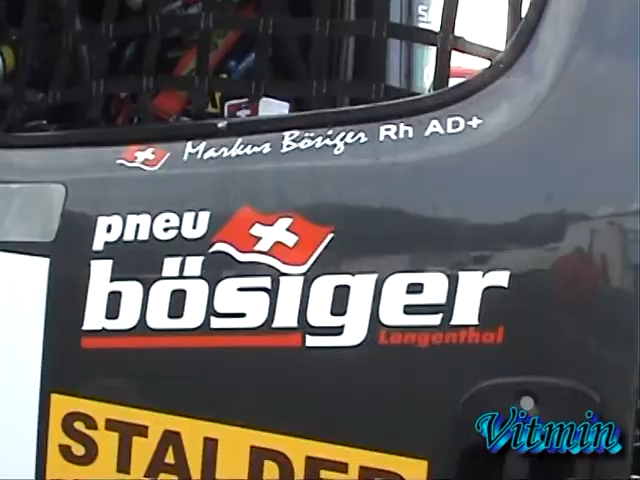 Markus Bösiger Rh AD+
pneu
bösiger
Langenthal
STALDER
Vitmin